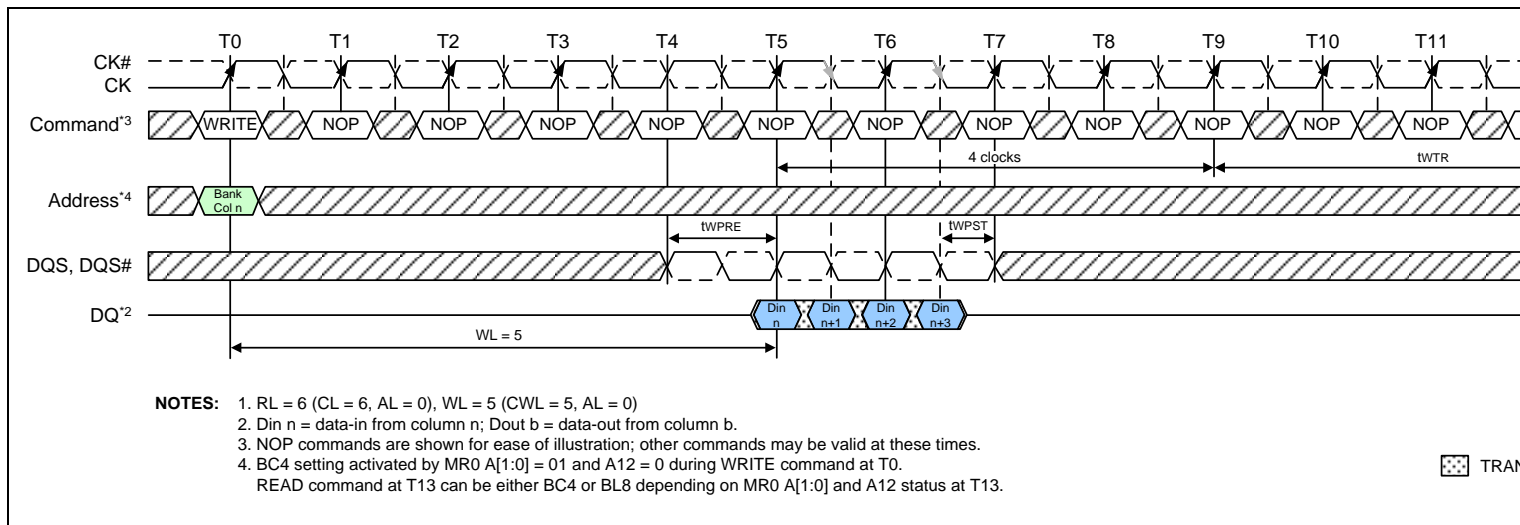 T0 T1 T2 T3 T4 T5 T6 T7 T8 T9 T10 T11
CK#
CK
Command*3 WRITE NOP NOP NOP NOP NOP NOP NOP NOP NOP NOP NOP
4 clocks tWTR
Address*4 Bank
Col n
tWPRE tWPST
DQS, DQS#
DQ*2 Din n Din n+1 Din n+2 Din n+3
WL = 5
NOTES: 1. RL = 6 (CL = 6, AL = 0), WL = 5 (CWL = 5, AL = 0)
2. Din n = data-in from column n; Dout b = data-out from column b.
3. NOP commands are shown for ease of illustration; other commands may be valid at these times.
4. BC4 setting activated by MR0 A[1:0] = 01 and A12 = 0 during WRITE command at T0.
READ command at T13 can be either BC4 or BL8 depending on MR0 A[1:0] and A12 status at T13.
TRAN